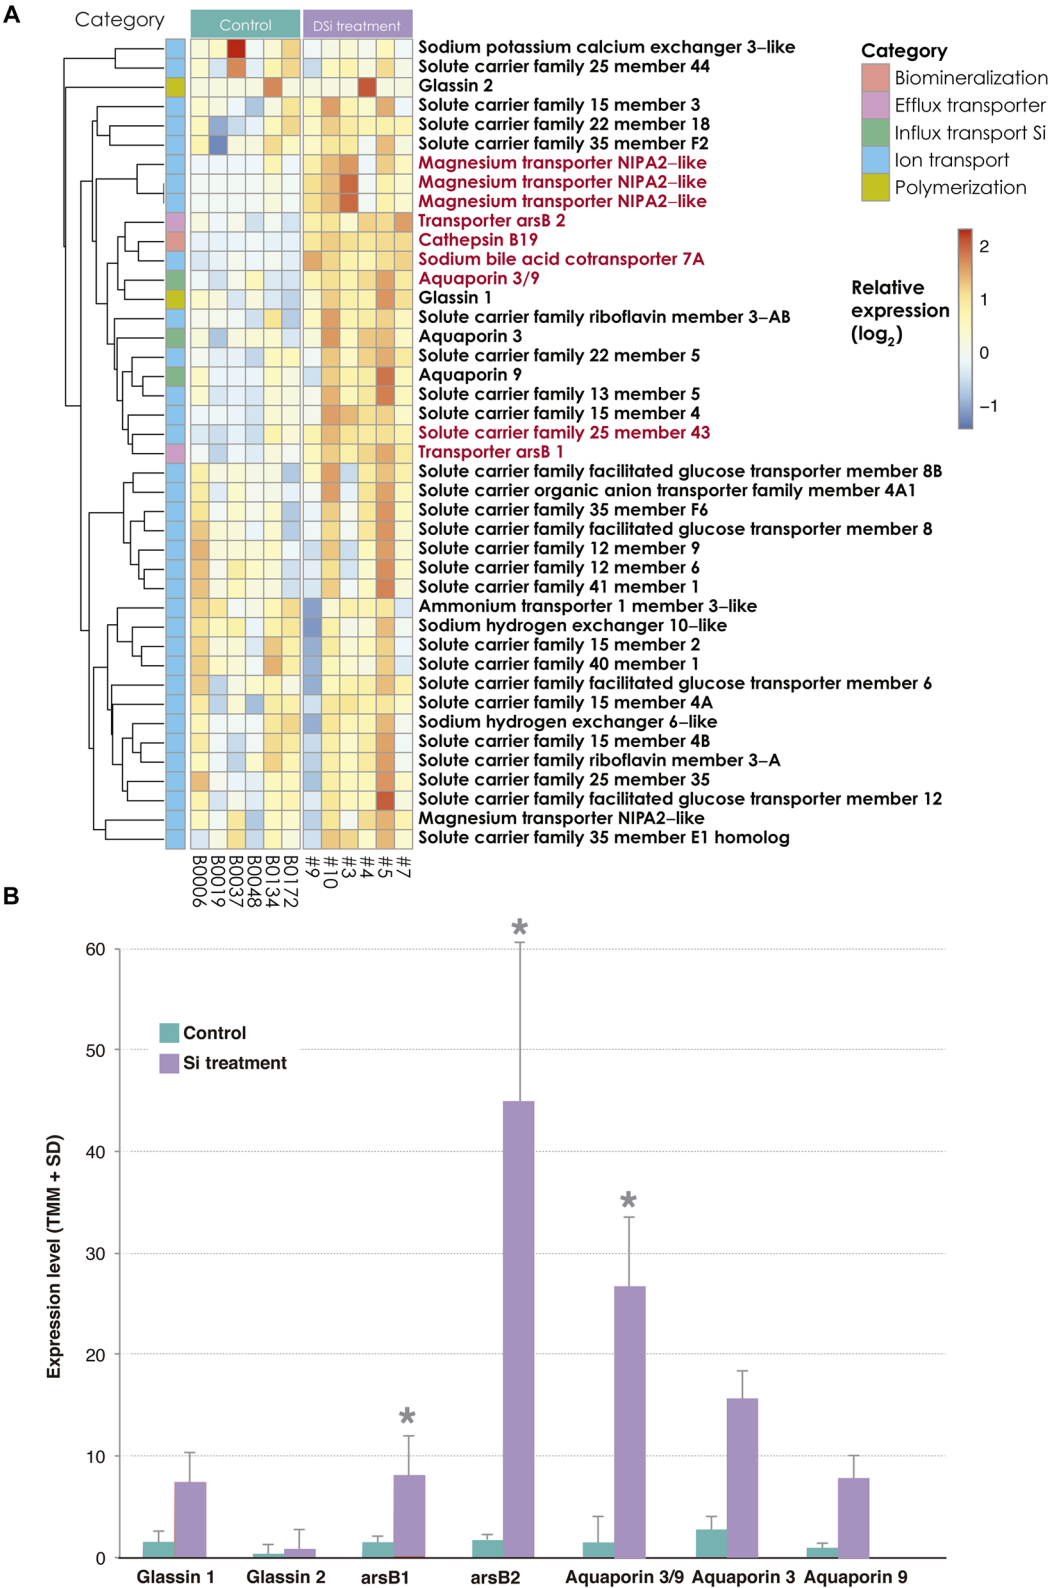 A
Category
Control
DSi treatment
Sodium potassium calcium exchanger 3–like
Solute carrier family 25 member 44
Glassin 2
Solute carrier family 15 member 3
Solute carrier family 22 member 18
Solute carrier family 35 member F2
Magnesium transporter NIPA2–like
Magnesium transporter NIPA2–like
Magnesium transporter NIPA2–like
Transporter arsB 2
Cathepsin B19
Sodium bile acid cotransporter 7A
Aquaporin 3/9
Glassin 1
Solute carrier family riboflavin member 3–AB
Aquaporin 3
Solute carrier family 22 member 5
Aquaporin 9
Solute carrier family 13 member 5
Solute carrier family 15 member 4
Solute carrier family 25 member 43
Transporter arsB 1
Solute carrier family facilitated glucose transporter member 8B
Solute carrier organic anion transporter family member 4A1
Solute carrier family 35 member F6
Solute carrier family facilitated glucose transporter member 8
Solute carrier family 12 member 9
Solute carrier family 12 member 6
Solute carrier family 41 member 1
Ammonium transporter 1 member 3–like
Sodium hydrogen exchanger 10–like
Solute carrier family 15 member 2
Solute carrier family 40 member 1
Solute carrier family facilitated glucose transporter member 6
Solute carrier family 15 member 4A
Sodium hydrogen exchanger 6–like
Solute carrier family 15 member 4B
Solute carrier family riboflavin member 3–A
Solute carrier family 25 member 35
Solute carrier family facilitated glucose transporter member 12
Magnesium transporter NIPA2–like
Solute carrier family 35 member E1 homolog
B0006
B0019
B0037
B0048
B0134
B0172
#9
#10
#3
#4
#5
#7
Category
Biomineralization
Efflux transporter
Influx transport Si
Ion transport
Polymerization
Relative
expression
(log2)
2
1
0
−1
B
Expression level (TMM + SD)
60
50
40
30
20
10
0
Control
Si treatment
*
*
*
Glassin 1
Glassin 2
arsB1
arsB2
Aquaporin 3/9
Aquaporin 3
Aquaporin 9